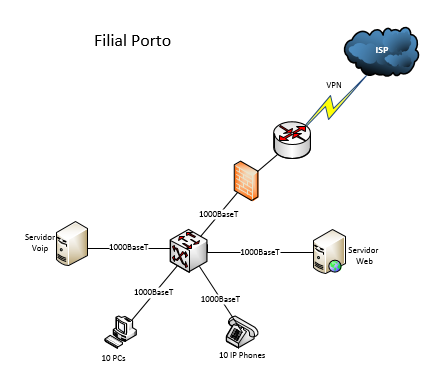 Filial Porto
ISP
VPN
1000BaseT
Servidor
Voip
1000BaseT
1000BaseT
Servidor
Web
1000BaseT
1000BaseT
10 PCs
10 IP Phones